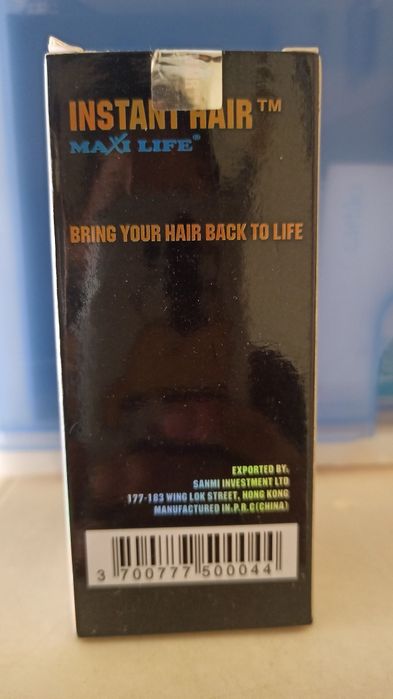 INSTANT HAIR™
MAXI LIFE®
BRING YOUR HAIR BACK TO LIFE
EXPORTED BY:
SANMI INVESTMENT LTD
177-183 WING LOK STREET, HONG KONG
MANUFACTURED IN.P.R.C(CHINA)
3 700777 500044